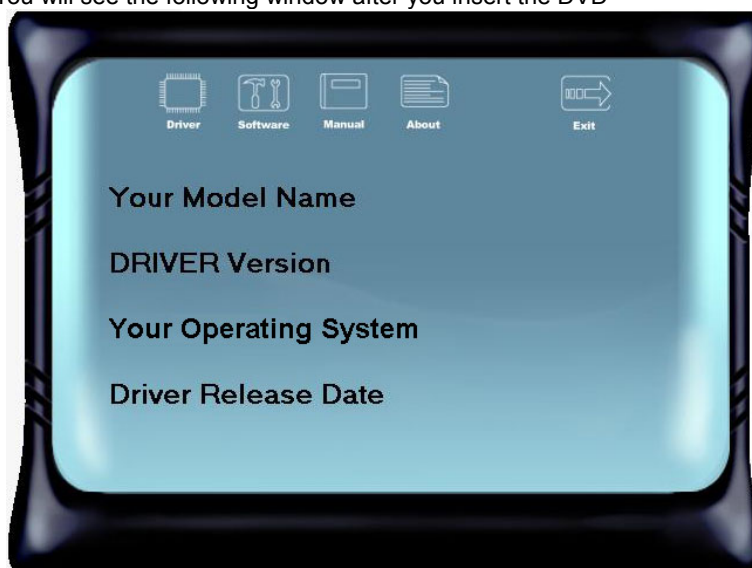 You will see the following window after you insert the DVD
Driver Software Manual About Exit
Your Model Name
DRIVER Version
Your Operating System
Driver Release Date